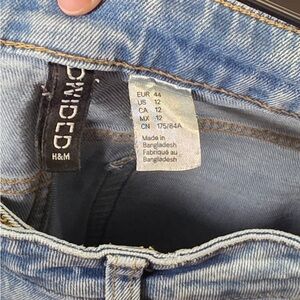 DIVIDED
H&M
EUR 44
US 12
CA 12
MX 12
CN 175/84A
Made in
Bangladesh
Fabriqué au
Bangladesh